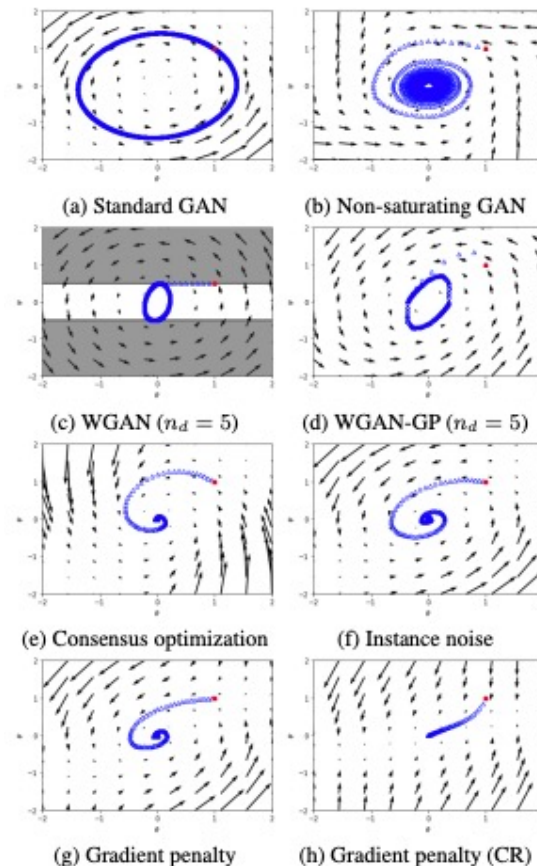 (a) Standard GAN
(b) Non-saturating GAN
(c) WGAN (n_d = 5)
(d) WGAN-GP (n_d = 5)
(e) Consensus optimization
(f) Instance noise
(g) Gradient penalty
(h) Gradient penalty (CR)